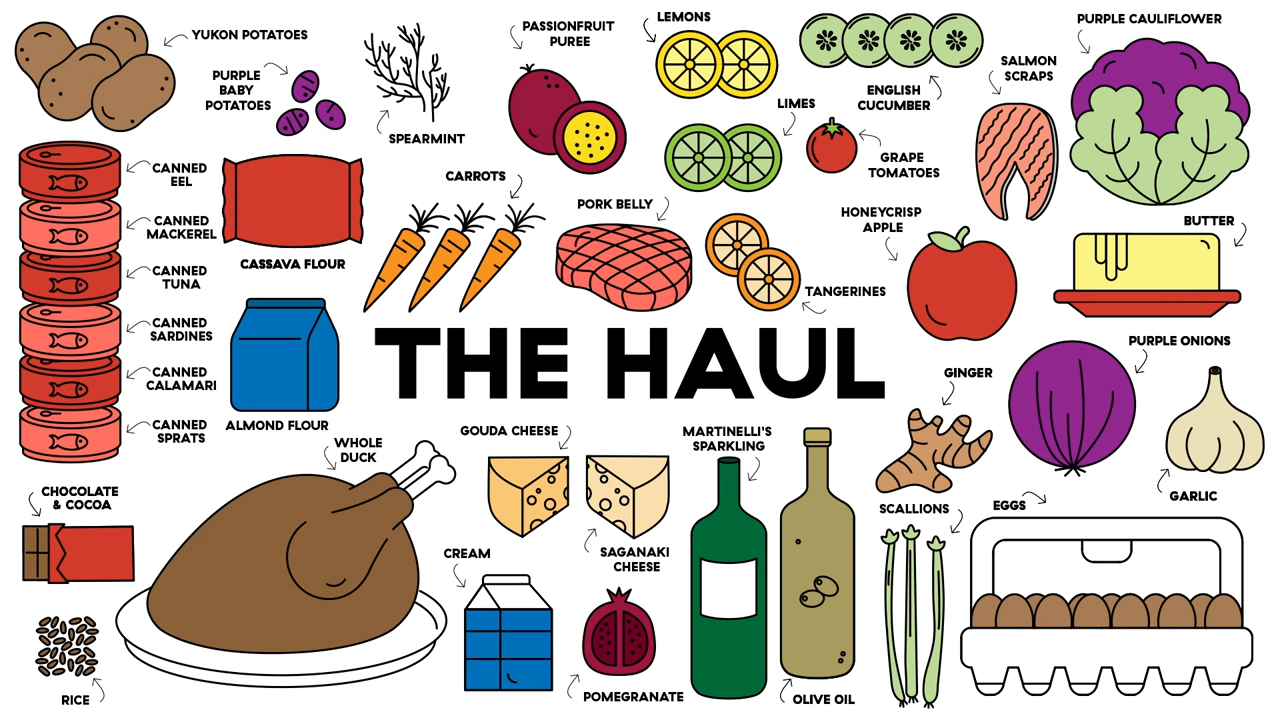 YUKON POTATOES
PURPLE
BABY
POTATOES
SPEARMINT
PASSIONFRUIT
PUREE
LEMONS
LIMES
ENGLISH
CUCUMBER
GRAPE
TOMATOES
SALMON
SCRAPS
PURPLE CAULIFLOWER
CANNED
EEL
CANNED
MACKEREL
CANNED
TUNA
CANNED
SARDINES
CANNED
CALAMARI
CANNED
SPRATS
CASSAVA FLOUR
ALMOND FLOUR
CARROTS
PORK BELLY
TANGERINES
HONEYCRISP
APPLE
BUTTER
THE HAUL
PURPLE ONIONS
GINGER
GARLIC
CHOCOLATE
& COCOA
RICE
WHOLE
DUCK
GOUDA CHEESE
SAGANAKI
CHEESE
CREAM
POMEGRANATE
MARTINELLI'S
SPARKLING
OLIVE OIL
SCALLIONS
EGGS